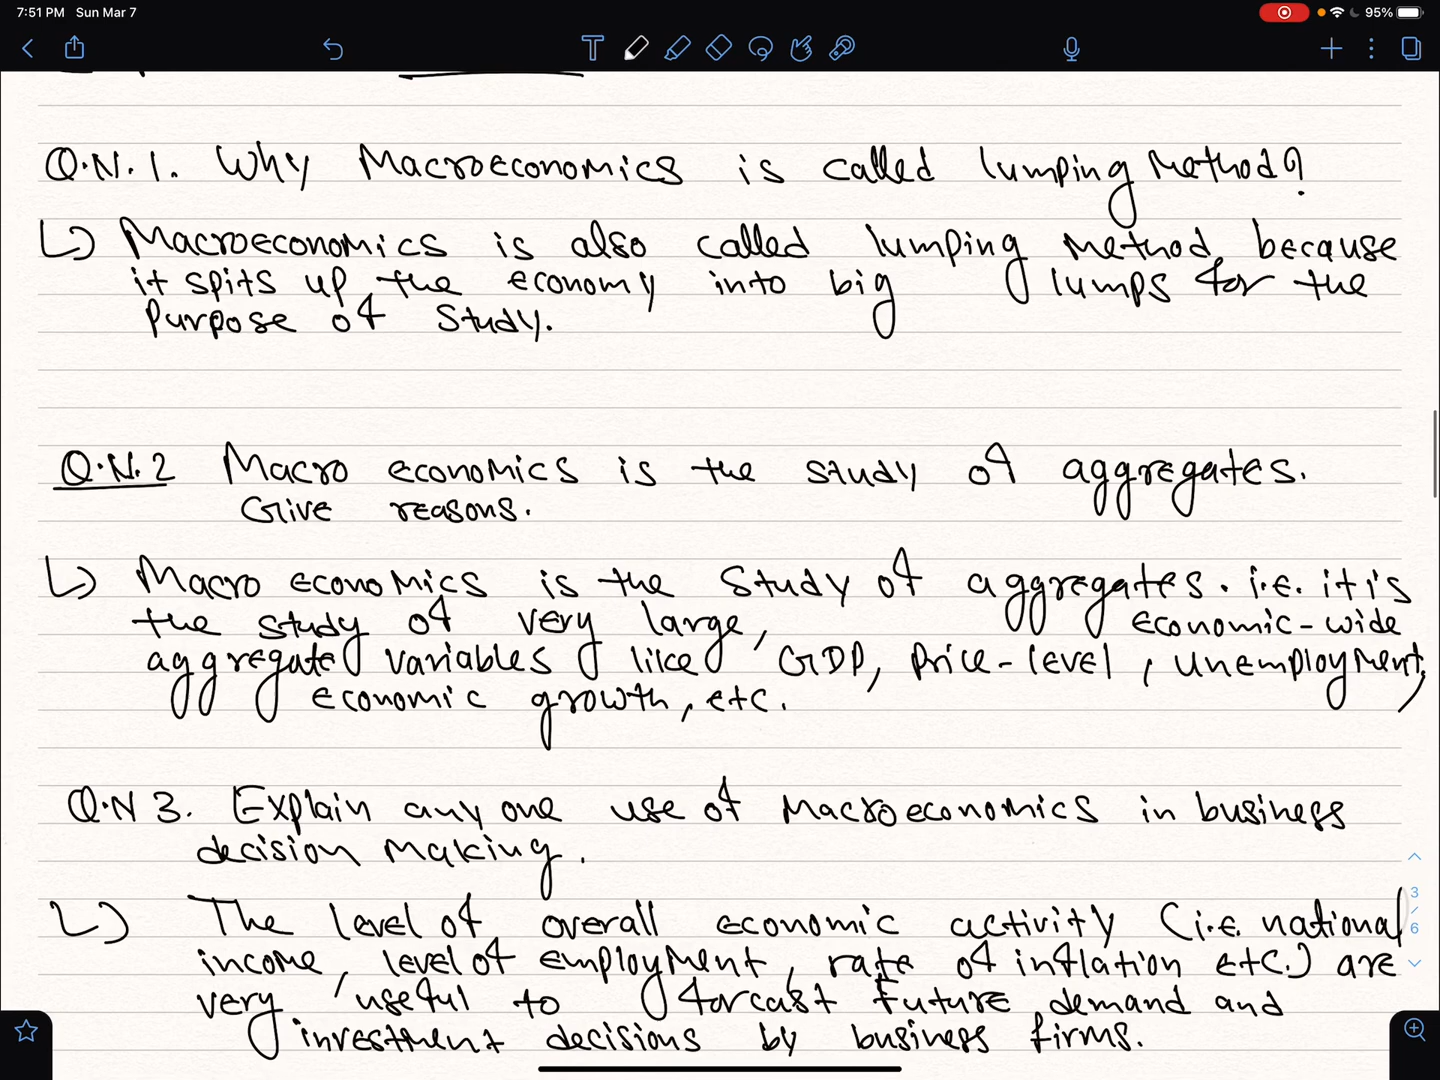 7:51 PM Sun Mar 7
95%
Q.N.1. Why Macroeconomics is called lumping Method?
↳ Macroeconomics is also called lumping Method, because
it spits up the economy into big lumps for the
Purpose of Study.
Q.N.2 Macro economics is the study of aggregates.
Give reasons.
↳ Macro economics is the Study of aggregates. i.e. it is
the study of very large, economic-wide
aggregate variables like GDP, Price-level, unemployment,
economic growth, etc.
Q.N 3. Explain any one use of Macroeconomics in business
decision Making.
↳ The level of overall economic activity (i.e. national
income, level of employment, rate of inflation etc.) are
very useful to forcast future demand and
investment decisions by business firms.
3
/
6